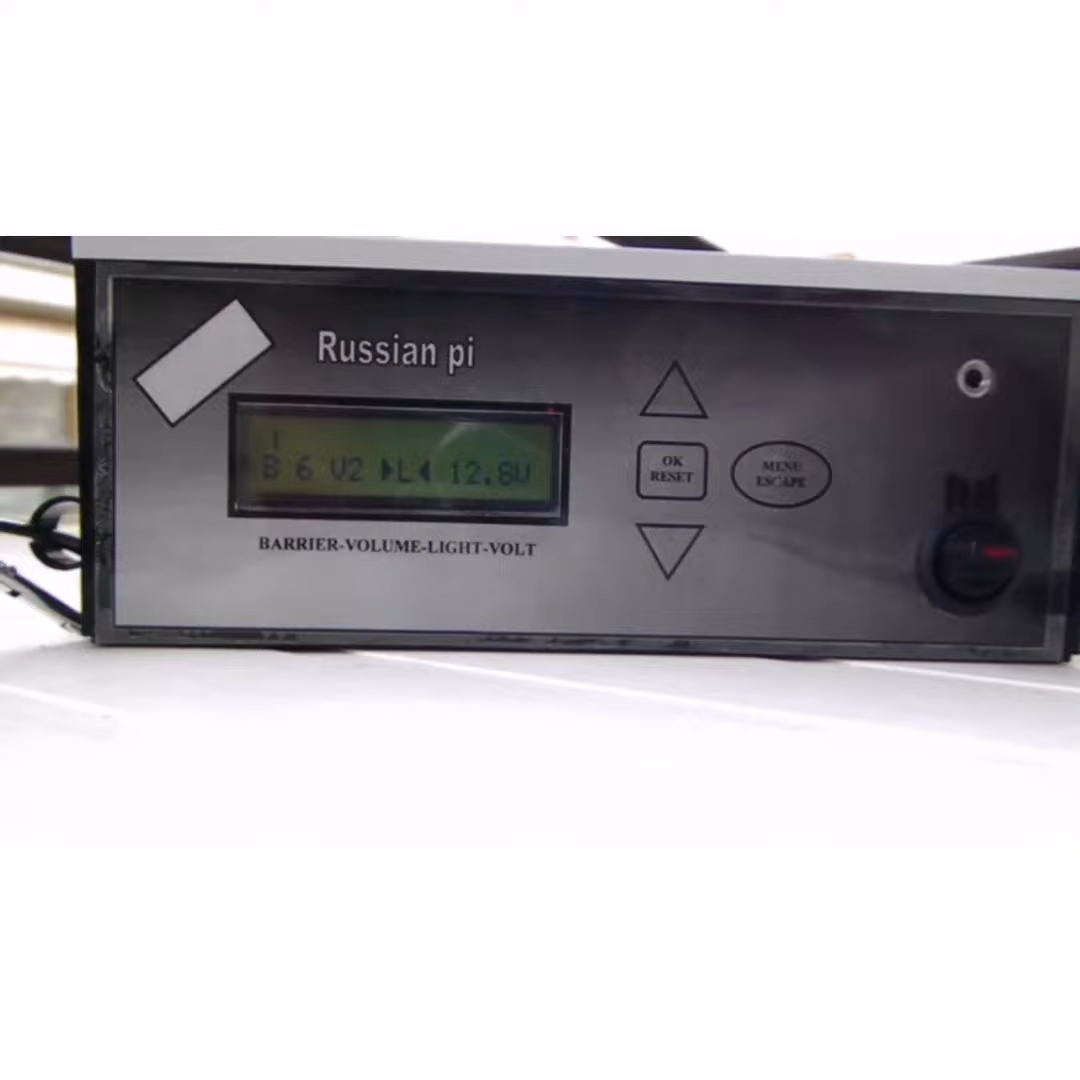 Russian pi
B 6 V2 ▶L◀ 12.8V
BARRIER-VOLUME-LIGHT-VOLT
OK
RESET
MENU
ESCAPE